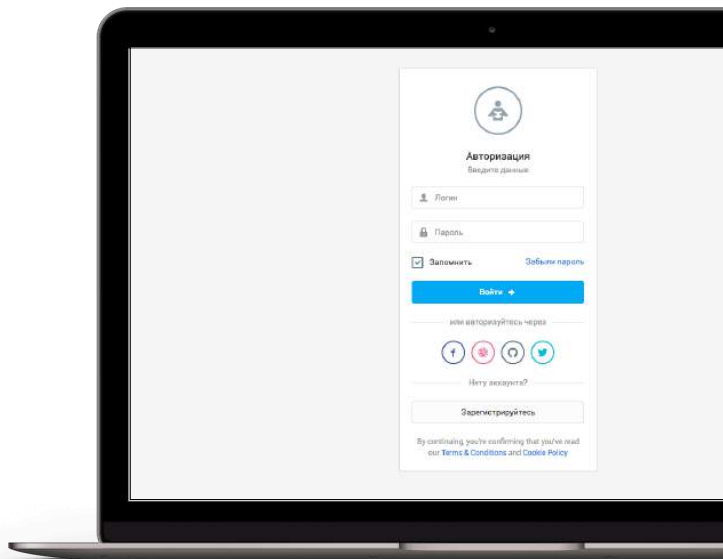 Авторизация
Введите данные
Логин
Пароль
Запомнить
Забыли пароль
Войти
или авторизуйтесь через
Нету аккаунта?
Зарегистрируйтесь
By continuing, you're confirming that you've read
our Terms & Conditions and Cookie Policy